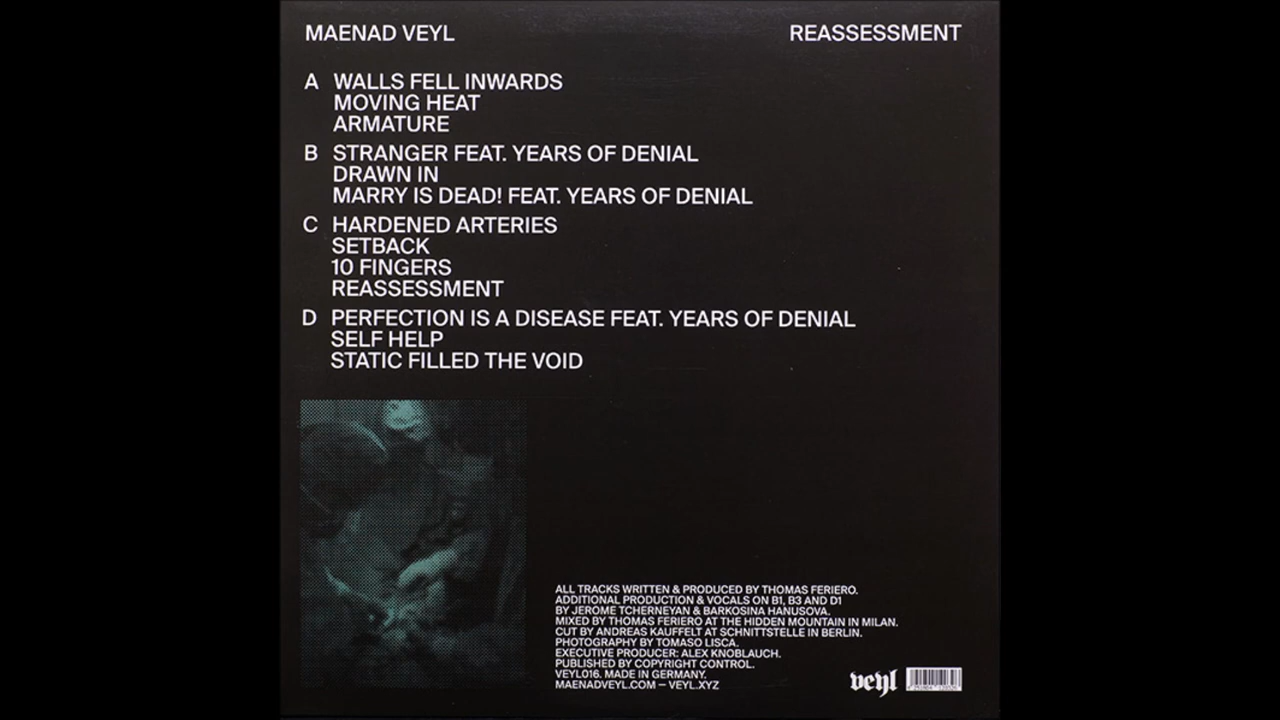 MAENAD VEYL REASSESSMENT
A WALLS FELL INWARDS
MOVING HEAT
ARMATURE
B STRANGER FEAT. YEARS OF DENIAL
DRAWN IN
MARRY IS DEAD! FEAT. YEARS OF DENIAL
C HARDENED ARTERIES
SETBACK
10 FINGERS
REASSESSMENT
D PERFECTION IS A DISEASE FEAT. YEARS OF DENIAL
SELF HELP
STATIC FILLED THE VOID
ALL TRACKS WRITTEN & PRODUCED BY THOMAS FERIERO.
ADDITIONAL PRODUCTION & VOCALS ON B1, B3 AND D1
BY JEROME TCHERNEYAN & BARKOSINA HANUSOVA.
MIXED BY THOMAS FERIERO AT THE HIDDEN MOUNTAIN IN MILAN.
CUT BY ANDREAS KAUFFELT AT SCHNITTSTELLE IN BERLIN.
PHOTOGRAPHY BY TOMASO LISCA.
EXECUTIVE PRODUCER: ALEX KNOBLAUCH.
PUBLISHED BY COPYRIGHT CONTROL.
VEYL016. MADE IN GERMANY.
MAENADVEYL.COM — VEYL.XYZ
veyl